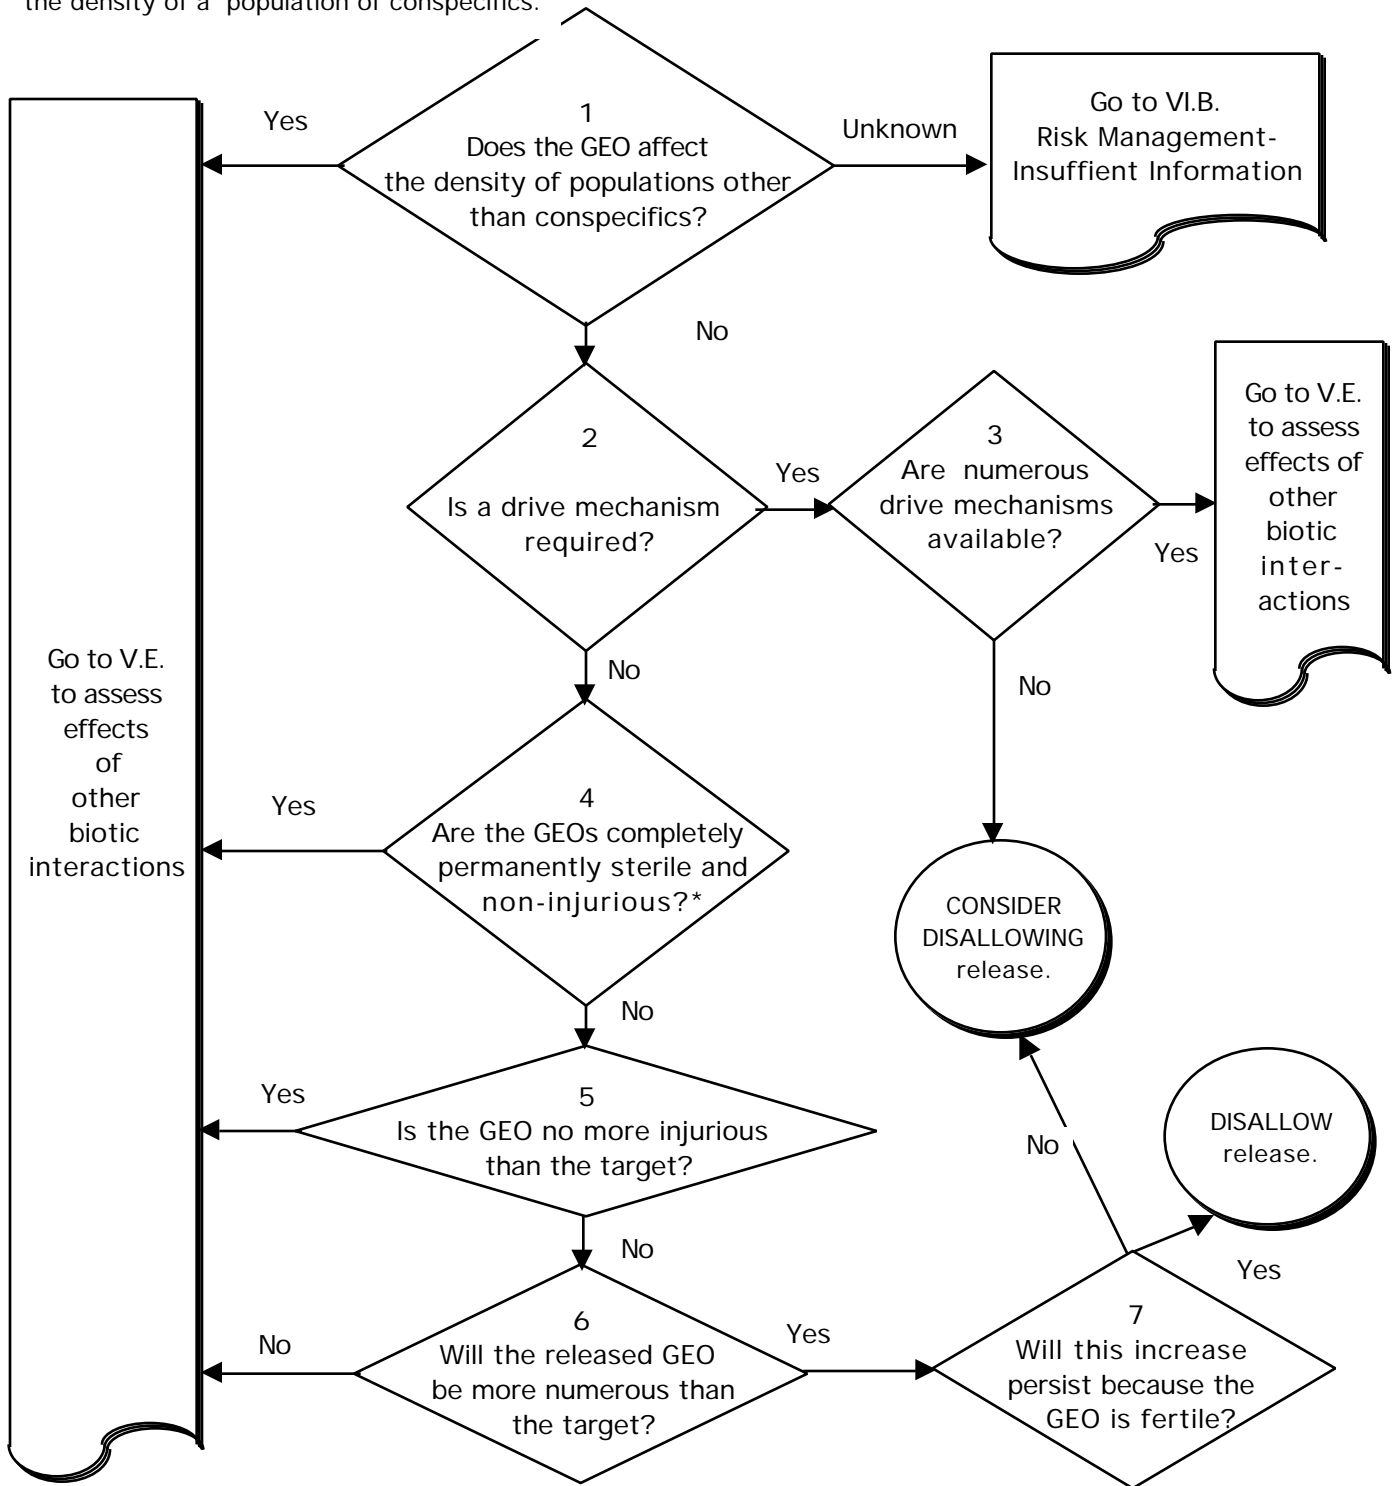 the density of a population of conspecifics.
Yes
1
Does the GEO affect
the density of populations other
than conspecifics?
Unknown
Go to VI.B.
Risk Management-
Insuffient Information
No
2
Is a drive mechanism
required?
Yes
3
Are numerous
drive mechanisms
available?
Yes
Go to V.E.
to assess
effects of
other
biotic
inter-
actions
No
No
Go to V.E.
to assess
effects
of
other
biotic
interactions
Yes
4
Are the GEOs completely
permanently sterile and
non-injurious?*
CONSIDER
DISALLOWING
release.
No
Yes
5
Is the GEO no more injurious
than the target?
No
DISALLOW
release.
No
Yes
No
6
Will the released GEO
be more numerous than
the target?
Yes
7
Will this increase
persist because the
GEO is fertile?